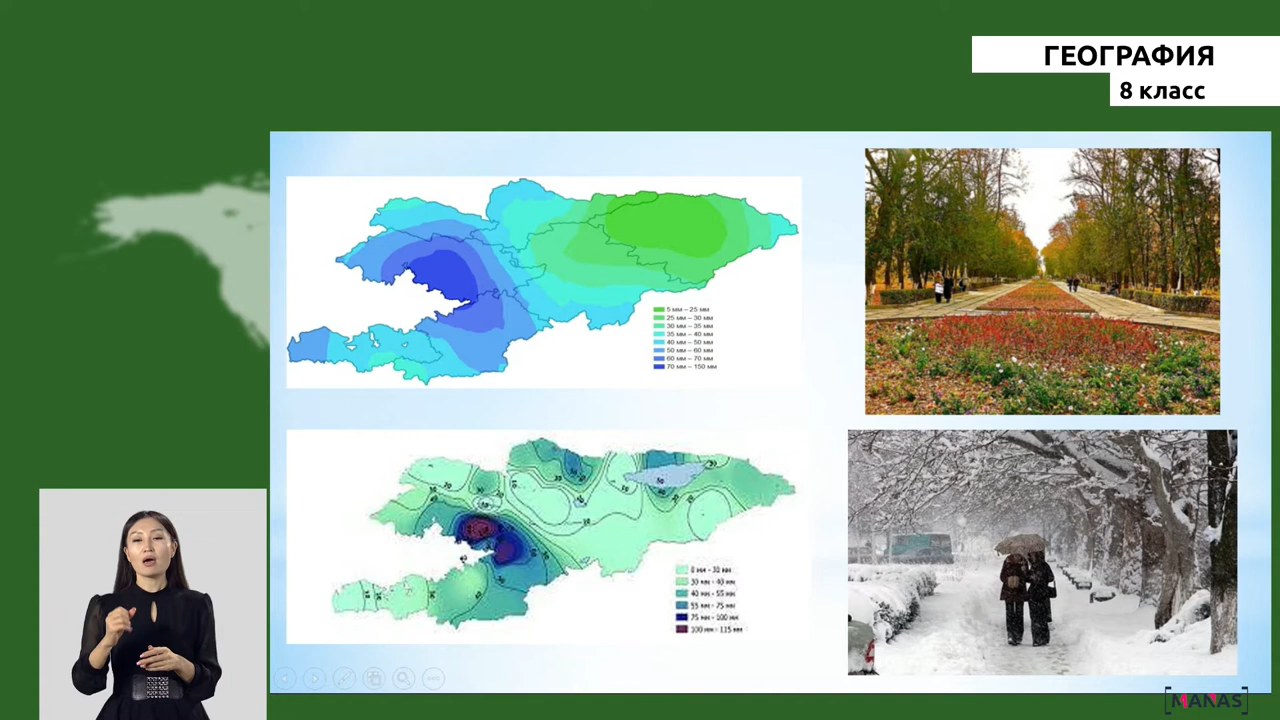 ГЕОГРАФИЯ
8 класс
5 мм – 25 мм
25 мм – 30 мм
30 мм – 35 мм
35 мм – 40 мм
40 мм – 50 мм
50 мм – 60 мм
60 мм – 70 мм
70 мм – 150 мм
0 мм - 30 мм
30 мм - 40 мм
40 мм - 55 мм
55 мм - 75 мм
75 мм - 100 мм
100 мм - 115 мм
[MANAS]